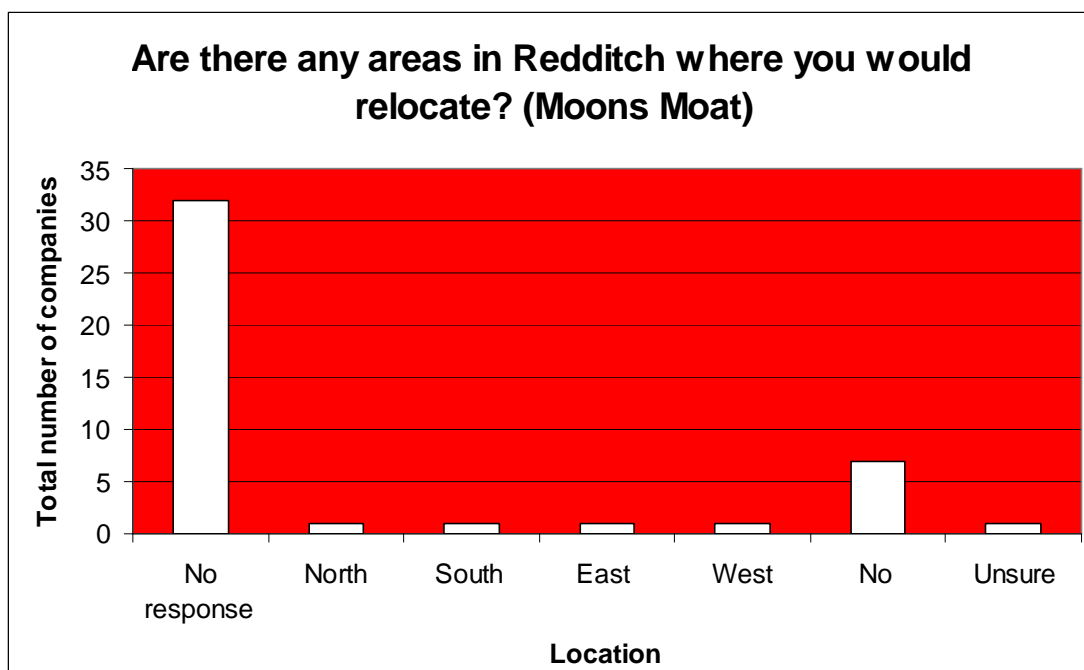 Are there any areas in Redditch where you would
relocate? (Moons Moat)
Total number of companies
35
30
25
20
15
10
5
0
No
response
North
South
East
West
No
Unsure
Location